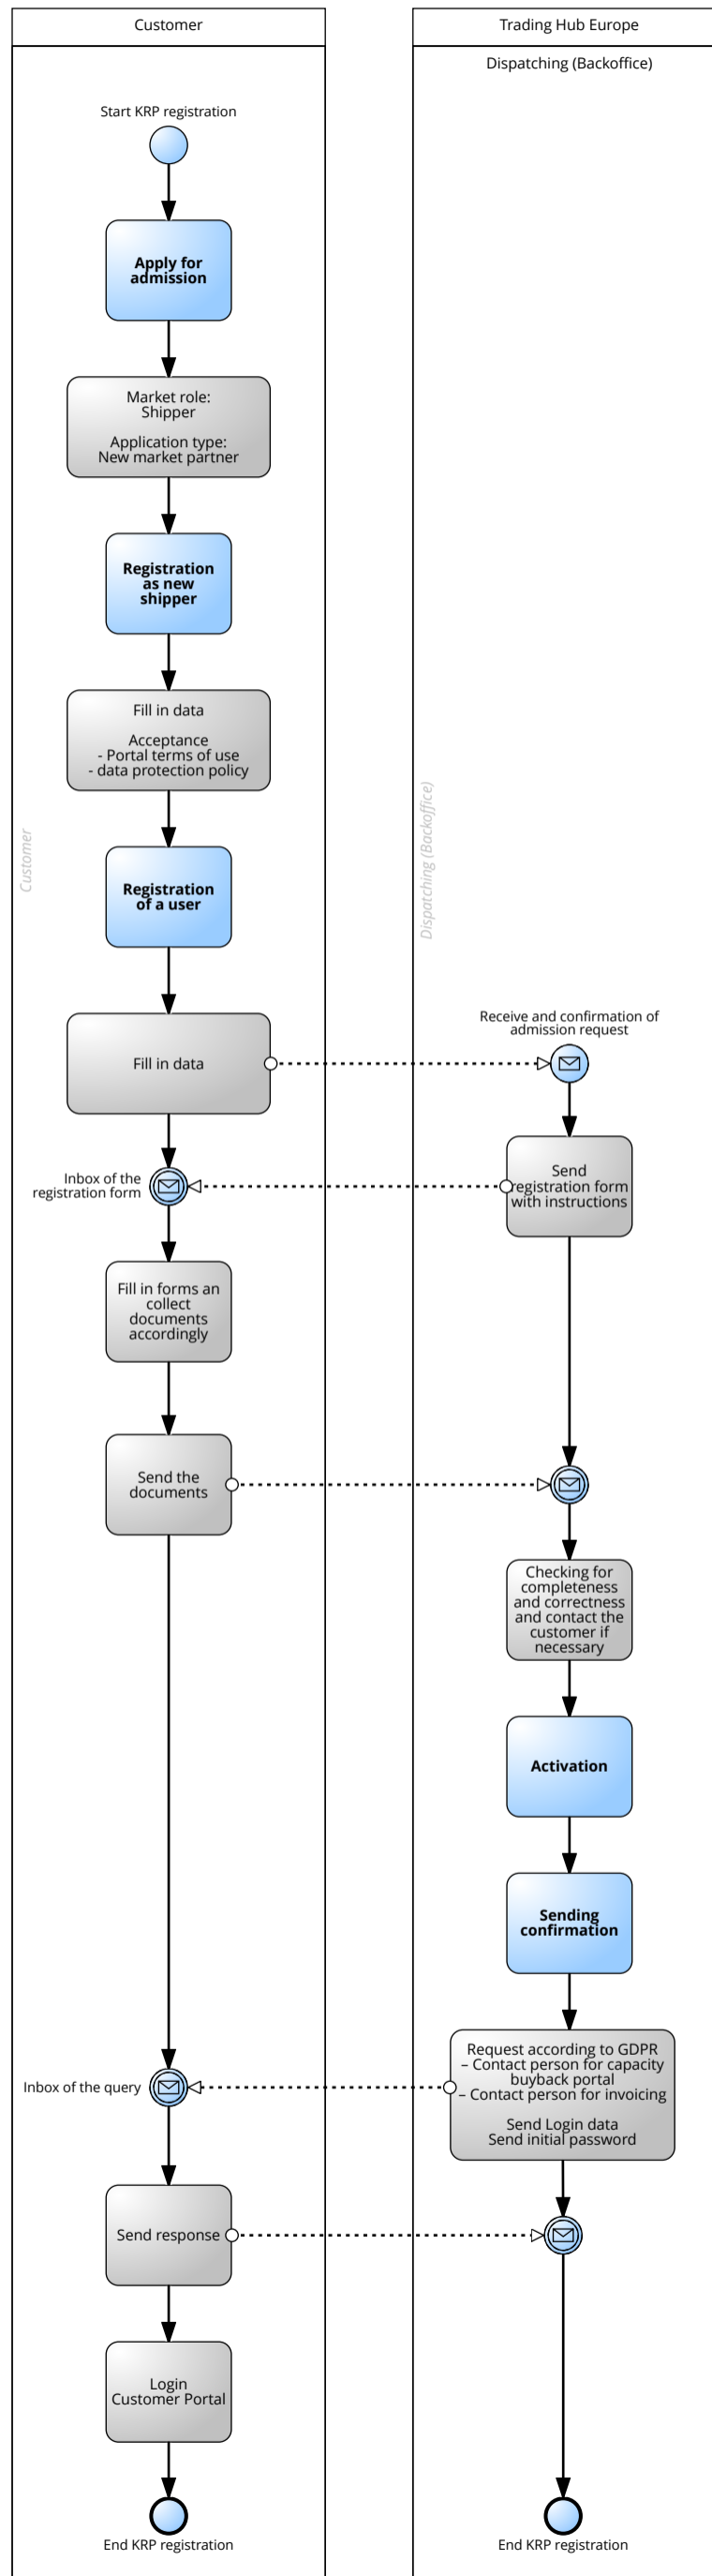 Customer
Trading Hub Europe
Dispatching (Backoffice)
Start KRP registration
Apply for
admission
Market role:
Shipper
Application type:
New market partner
Registration
as new
shipper
Fill in data
Acceptance
- Portal terms of use
- data protection policy
Customer
Dispatching (Backoffice)
Registration
of a user
Receive and confirmation of
admission request
Fill in data
Inbox of the
registration form
Send
registration form
with instructions
Fill in forms an
collect
documents
accordingly
Send the
documents
Checking for
completeness
and correctness
and contact the
customer if
necessary
Activation
Sending
confirmation
Request according to GDPR
– Contact person for capacity
buyback portal
– Contact person for invoicing
Send Login data
Send initial password
Inbox of the query
Send response
Login
Customer Portal
End KRP registration
End KRP registration